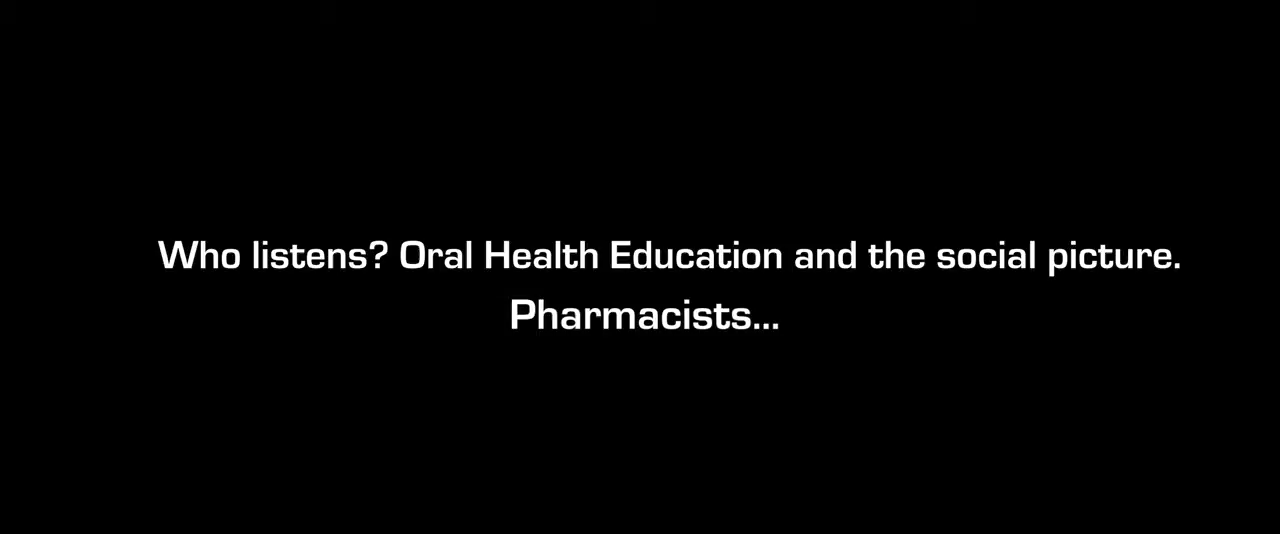 Who listens? Oral Health Education and the social picture.
Pharmacists...